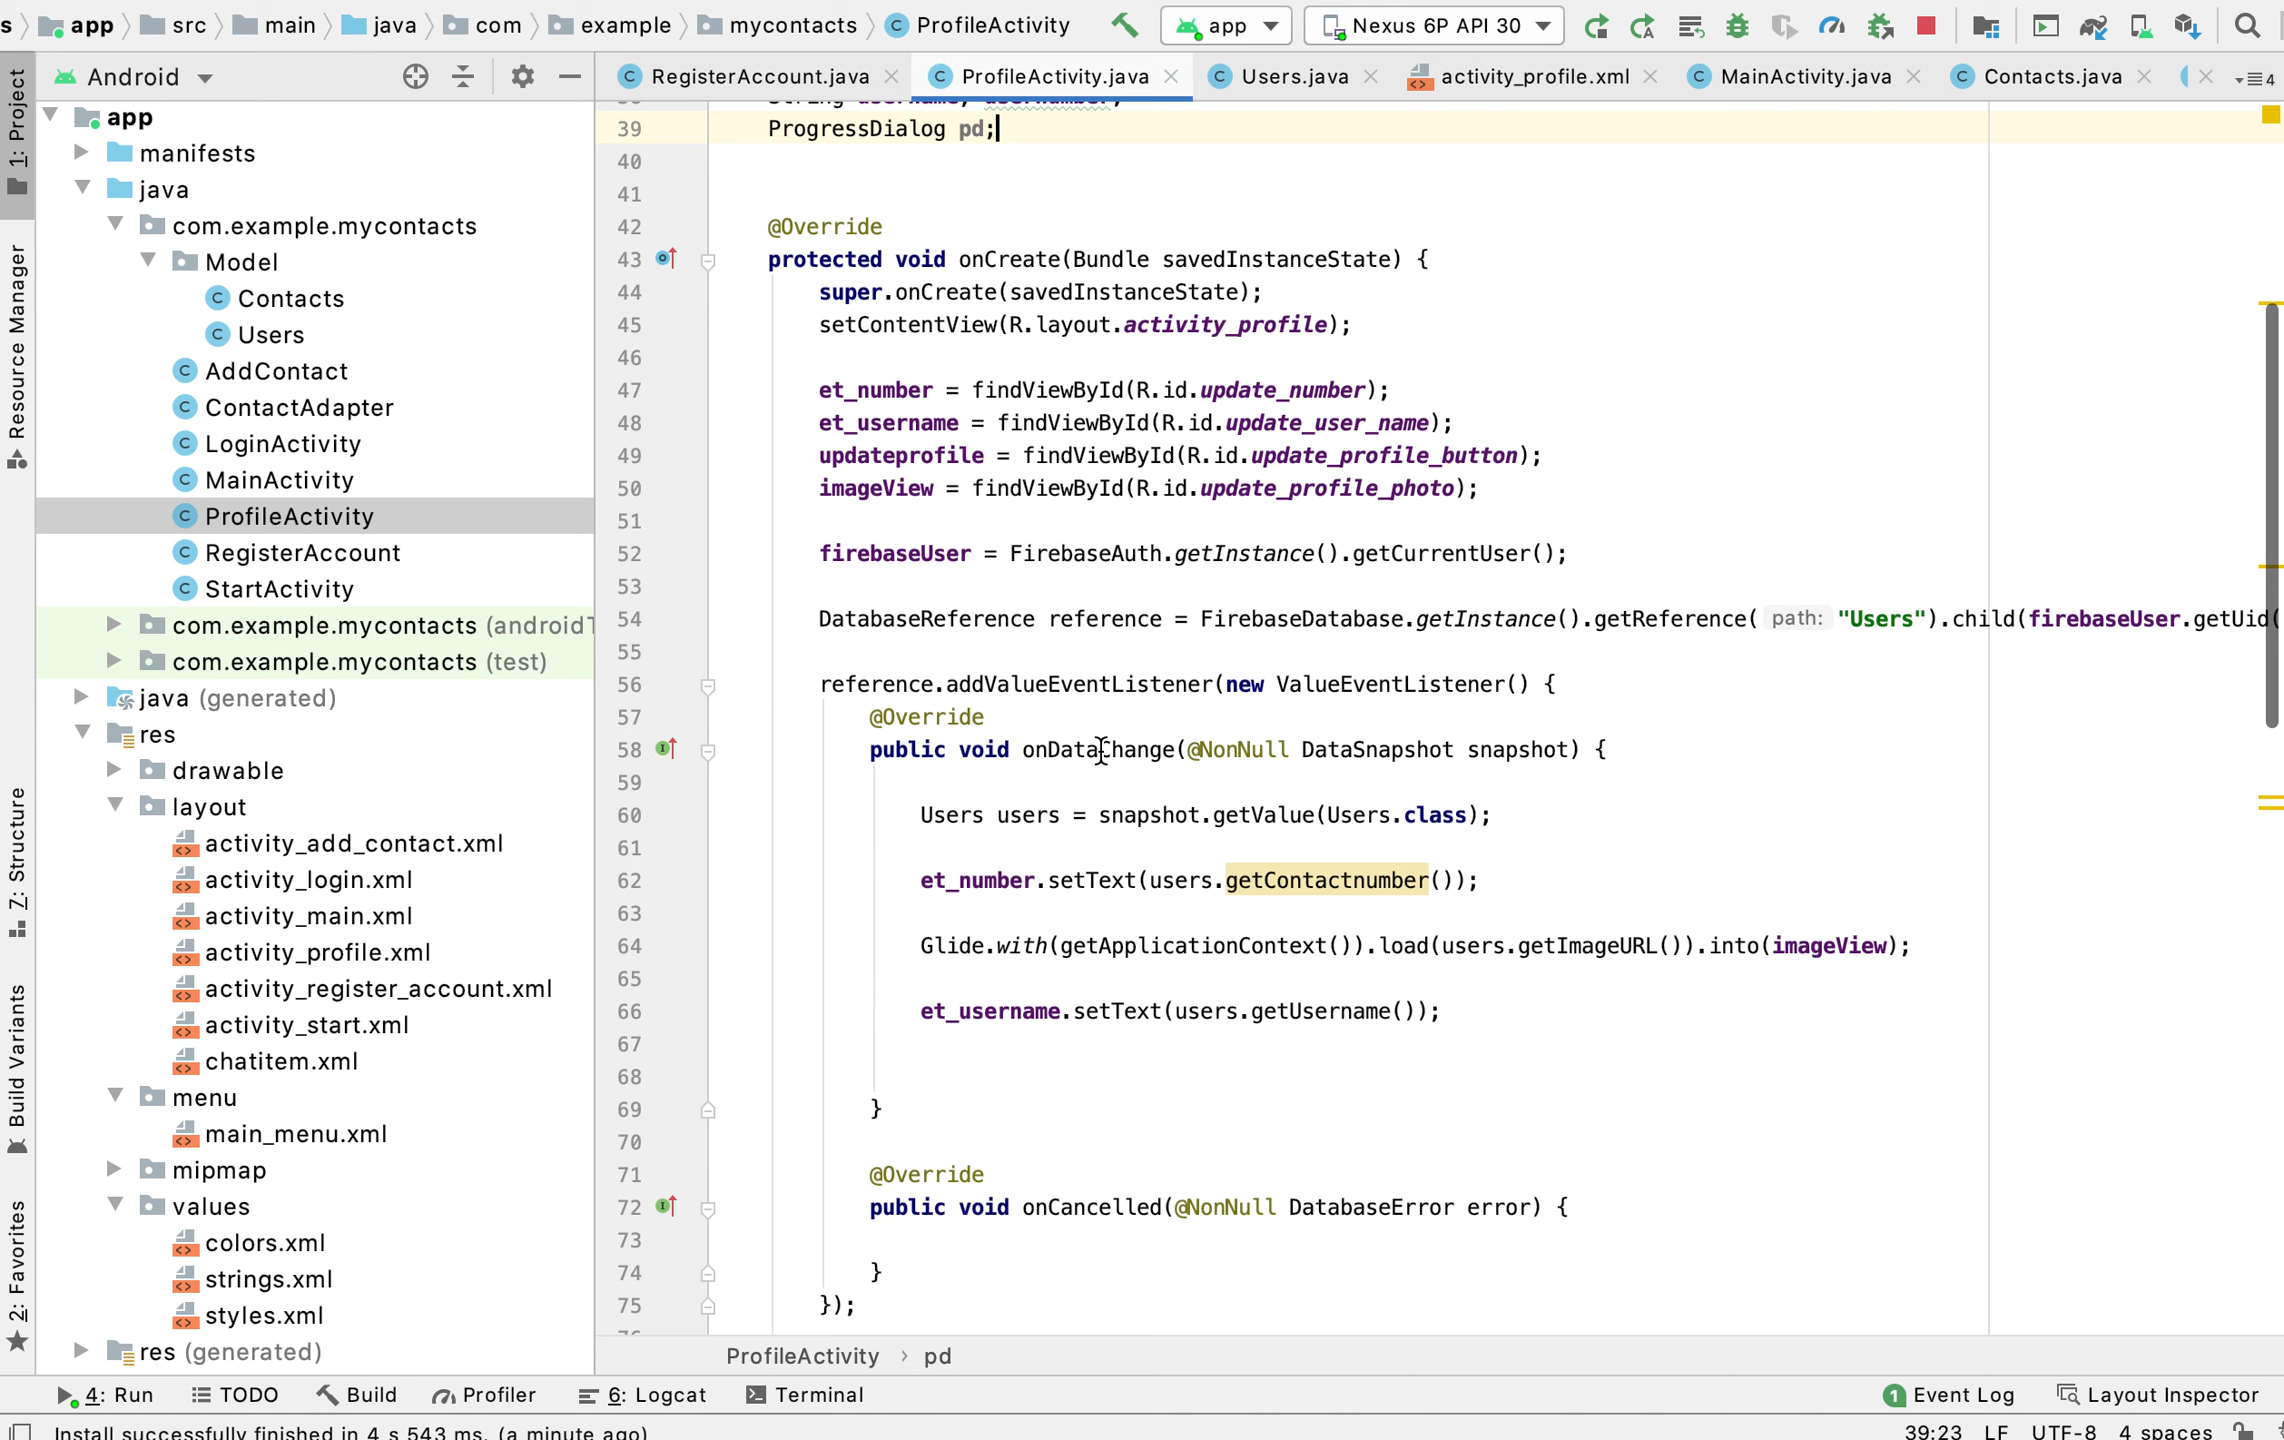 s app src main java com example mycontacts ProfileActivity app Nexus 6P API 30
Android
RegisterAccount.java ProfileActivity.java Users.java activity_profile.xml MainActivity.java Contacts.java 4
1: Project
Resource Manager
7: Structure
Build Variants
2: Favorites
app
manifests
java
com.example.mycontacts
Model
Contacts
Users
AddContact
ContactAdapter
LoginActivity
MainActivity
ProfileActivity
RegisterAccount
StartActivity
com.example.mycontacts (androidT
com.example.mycontacts (test)
java (generated)
res
drawable
layout
activity_add_contact.xml
activity_login.xml
activity_main.xml
activity_profile.xml
activity_register_account.xml
activity_start.xml
chatitem.xml
menu
main_menu.xml
mipmap
values
colors.xml
strings.xml
styles.xml
res (generated)
39 ProgressDialog pd;
40
41
42 @Override
43 protected void onCreate(Bundle savedInstanceState) {
44 super.onCreate(savedInstanceState);
45 setContentView(R.layout.activity_profile);
46
47 et_number = findViewById(R.id.update_number);
48 et_username = findViewById(R.id.update_user_name);
49 updateprofile = findViewById(R.id.update_profile_button);
50 imageView = findViewById(R.id.update_profile_photo);
51
52 firebaseUser = FirebaseAuth.getInstance().getCurrentUser();
53
54 DatabaseReference reference = FirebaseDatabase.getInstance().getReference( path: "Users").child(firebaseUser.getUid(
55
56 reference.addValueEventListener(new ValueEventListener() {
57 @Override
58 public void onDataChange(@NonNull DataSnapshot snapshot) {
59
60 Users users = snapshot.getValue(Users.class);
61
62 et_number.setText(users.getContactnumber());
63
64 Glide.with(getApplicationContext()).load(users.getImageURL()).into(imageView);
65
66 et_username.setText(users.getUsername());
67
68
69 }
70
71 @Override
72 public void onCancelled(@NonNull DatabaseError error) {
73
74 }
75 });
ProfileActivity › pd
4: Run TODO Build Profiler 6: Logcat Terminal 1 Event Log Layout Inspector
Install successfully finished in 4 s 543 ms. (a minute ago) 39:23 LF UTF-8 4 spaces